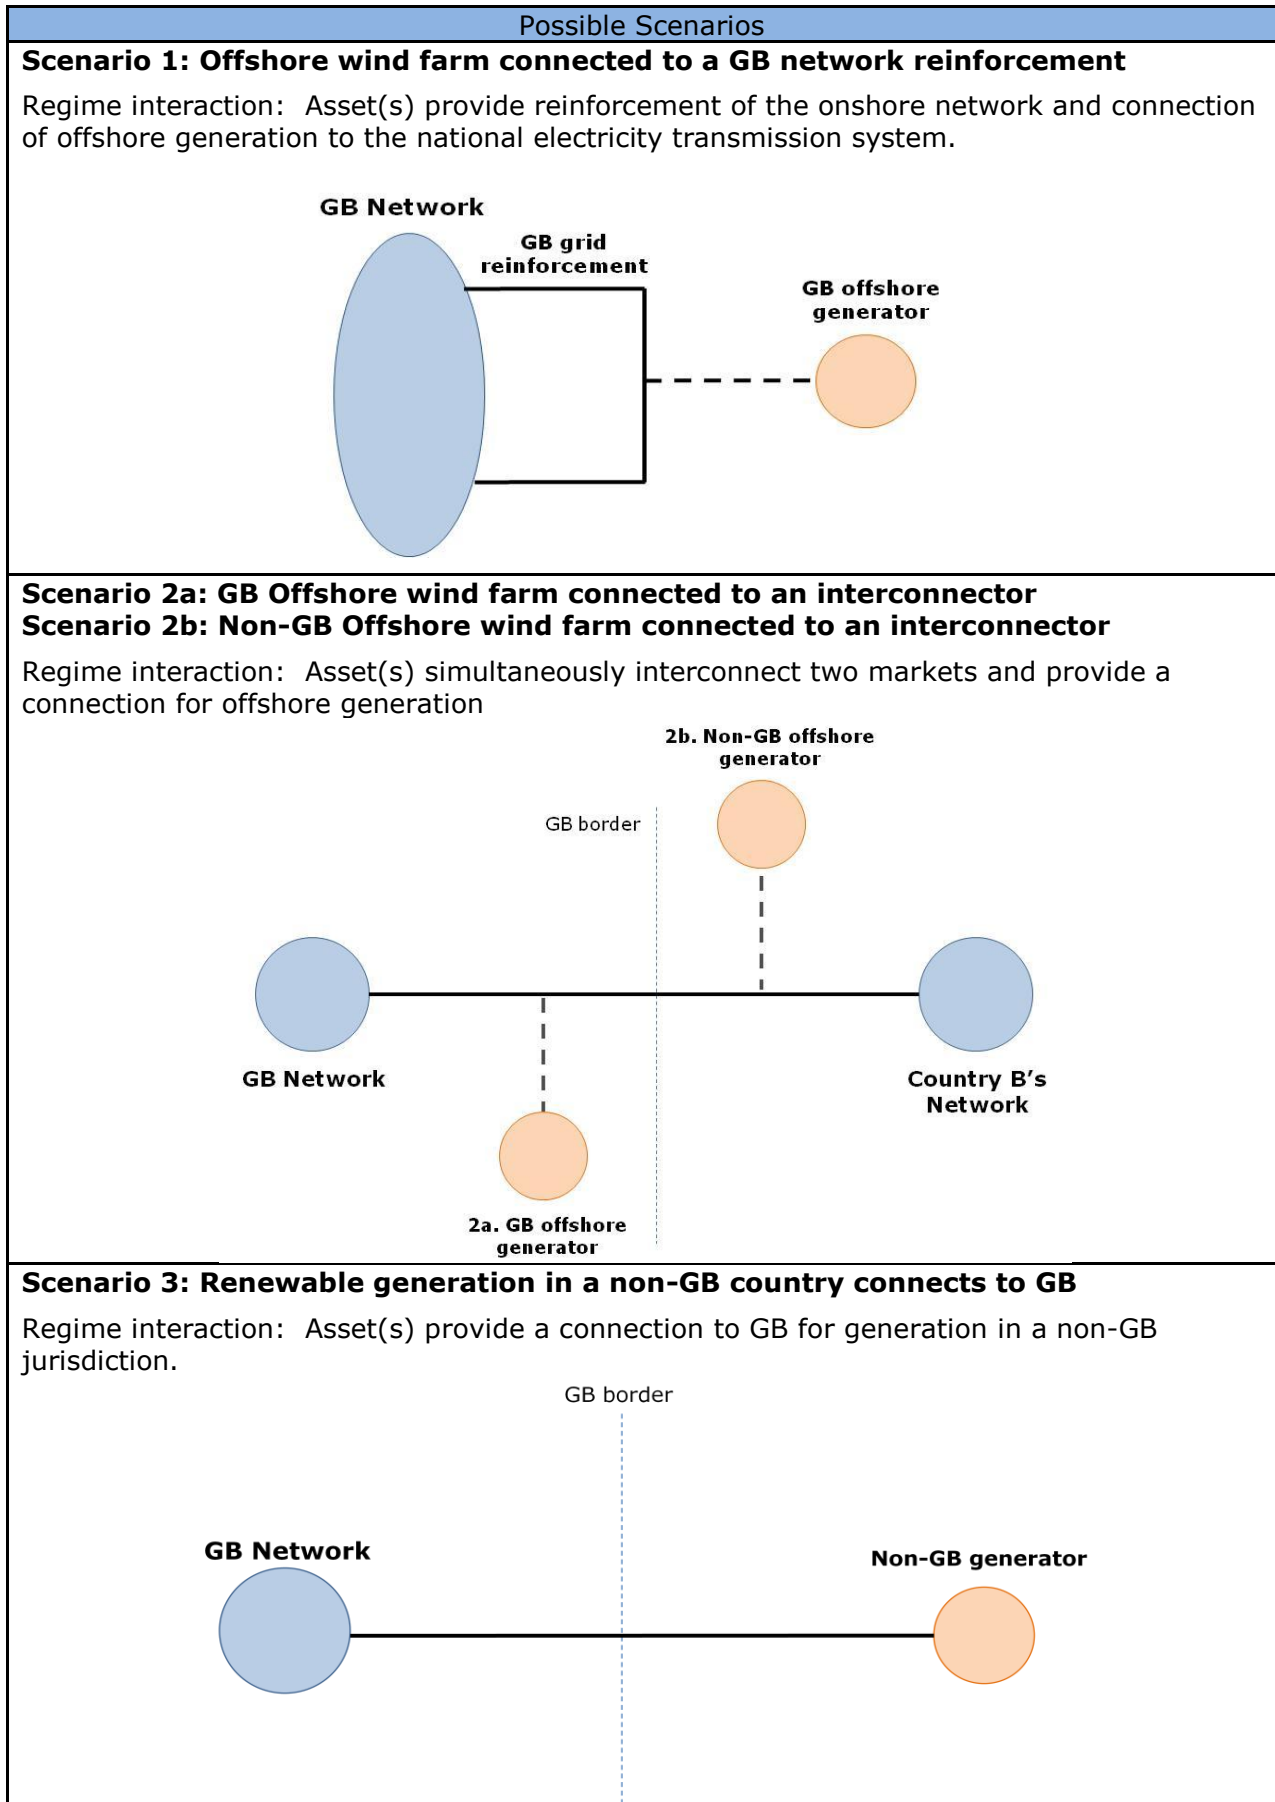 Possible Scenarios
Scenario 1: Offshore wind farm connected to a GB network reinforcement
Regime interaction: Asset(s) provide reinforcement of the onshore network and connection
of offshore generation to the national electricity transmission system.
GB Network
GB grid
reinforcement
GB offshore
generator
Scenario 2a: GB Offshore wind farm connected to an interconnector
Scenario 2b: Non-GB Offshore wind farm connected to an interconnector
Regime interaction: Asset(s) simultaneously interconnect two markets and provide a
connection for offshore generation
2b. Non-GB offshore
generator
GB border
GB Network
Country B’s
Network
2a. GB offshore
generator
Scenario 3: Renewable generation in a non-GB country connects to GB
Regime interaction: Asset(s) provide a connection to GB for generation in a non-GB
jurisdiction.
GB border
GB Network
Non-GB generator